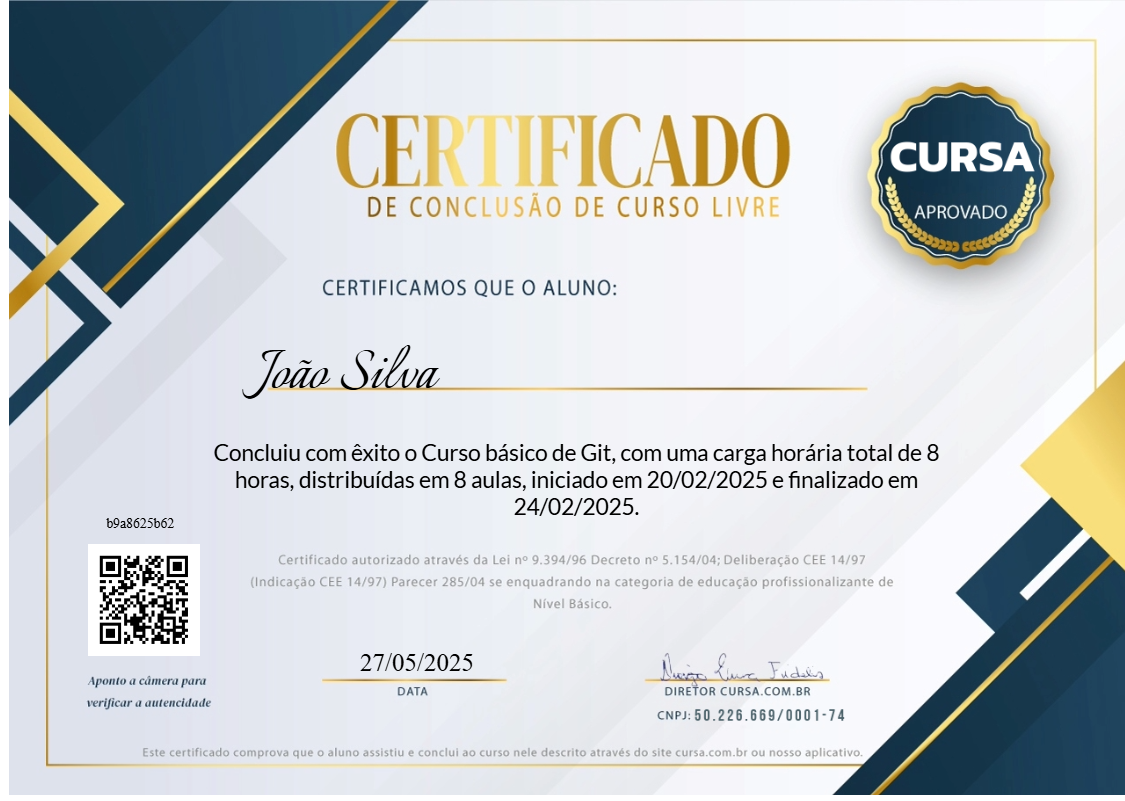 CERTIFICADO
DE CONCLUSÃO DE CURSO LIVRE
CURSA
APROVADO
CERTIFICAMOS QUE O ALUNO:
João Silva
Concluiu com êxito o Curso básico de Git, com uma carga horária total de 8
horas, distribuídas em 8 aulas, iniciado em 20/02/2025 e finalizado em
24/02/2025.
b9a8625b62
Certificado autorizado através da Lei nº 9.394/96 Decreto nº 5.154/04; Deliberação CEE 14/97
(Indicação CEE 14/97) Parecer 285/04 se enquadrando na categoria de educação profissionalizante de
Nível Básico.
Aponto a câmera para
verificar a autencidade
27/05/2025
DATA
DIRETOR CURSA.COM.BR
CNPJ: 50.226.669/0001-74
Este certificado comprova que o aluno assistiu e conclui ao curso nele descrito através do site cursa.com.br ou nosso aplicativo.